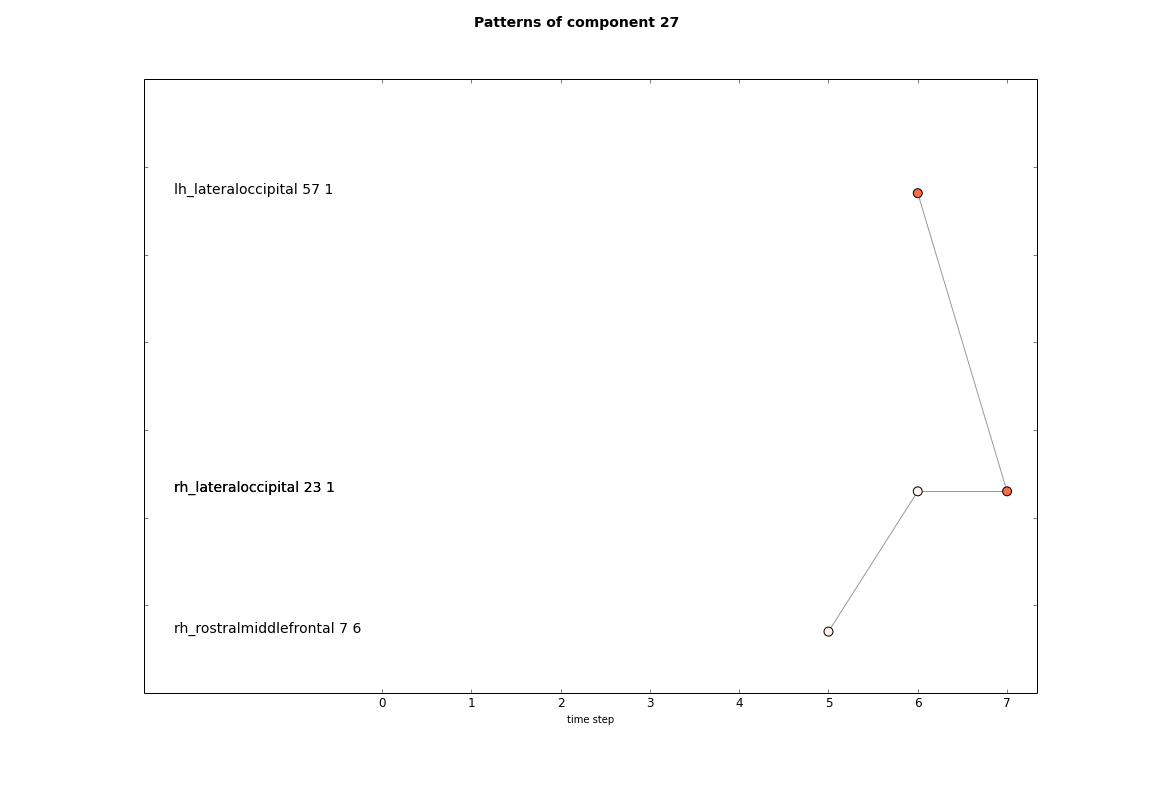 Patterns of component 27
lh_lateraloccipital 57 1
rh_lateraloccipital 23 1
rh_rostralmiddlefrontal 7 6
0 1 2 3 4 5 6 7
time step